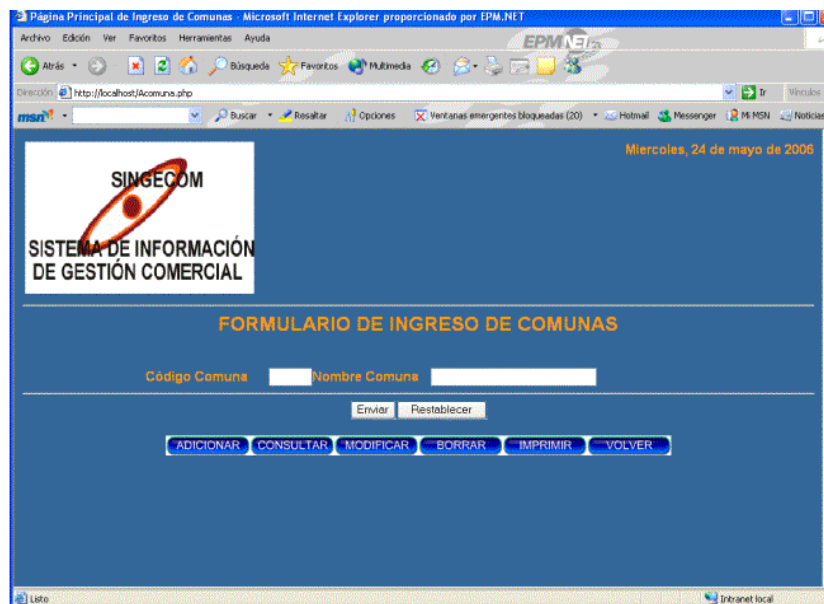 Página Principal de Ingreso de Comunas - Microsoft Internet Explorer proporcionado por EPM.NET
Archivo Edición Ver Favoritos Herramientas Ayuda
EPMNET
Atrás Búsqueda Favoritos Multimedia
Dirección http://localhost/Acomuna.php Ir Vínculos
msn Buscar Resaltar Opciones Ventanas emergentes bloqueadas (20) Hotmail Messenger Mi MSN Noticias
Miercoles, 24 de mayo de 2006
SINGECOM
SISTEMA DE INFORMACIÓN
DE GESTIÓN COMERCIAL
FORMULARIO DE INGRESO DE COMUNAS
Código Comuna Nombre Comuna
Enviar Restablecer
ADICIONAR CONSULTAR MODIFICAR BORRAR IMPRIMIR VOLVER
Listo Intranet local